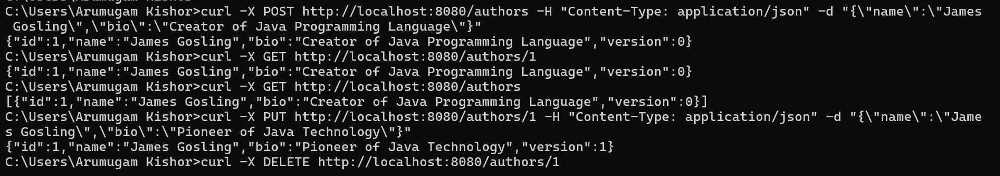 C:\Users\Arumugam Kishor>curl -X POST http://localhost:8080/authors -H "Content-Type: application/json" -d "{\"name\":\"James
 Gosling\",\"bio\":\"Creator of Java Programming Language\"}"
{"id":1,"name":"James Gosling","bio":"Creator of Java Programming Language","version":0}
C:\Users\Arumugam Kishor>curl -X GET http://localhost:8080/authors/1
{"id":1,"name":"James Gosling","bio":"Creator of Java Programming Language","version":0}
C:\Users\Arumugam Kishor>curl -X GET http://localhost:8080/authors
[{"id":1,"name":"James Gosling","bio":"Creator of Java Programming Language","version":0}]
C:\Users\Arumugam Kishor>curl -X PUT http://localhost:8080/authors/1 -H "Content-Type: application/json" -d "{\"name\":\"Jame
s Gosling\",\"bio\":\"Pioneer of Java Technology\"}"
{"id":1,"name":"James Gosling","bio":"Pioneer of Java Technology","version":1}
C:\Users\Arumugam Kishor>curl -X DELETE http://localhost:8080/authors/1